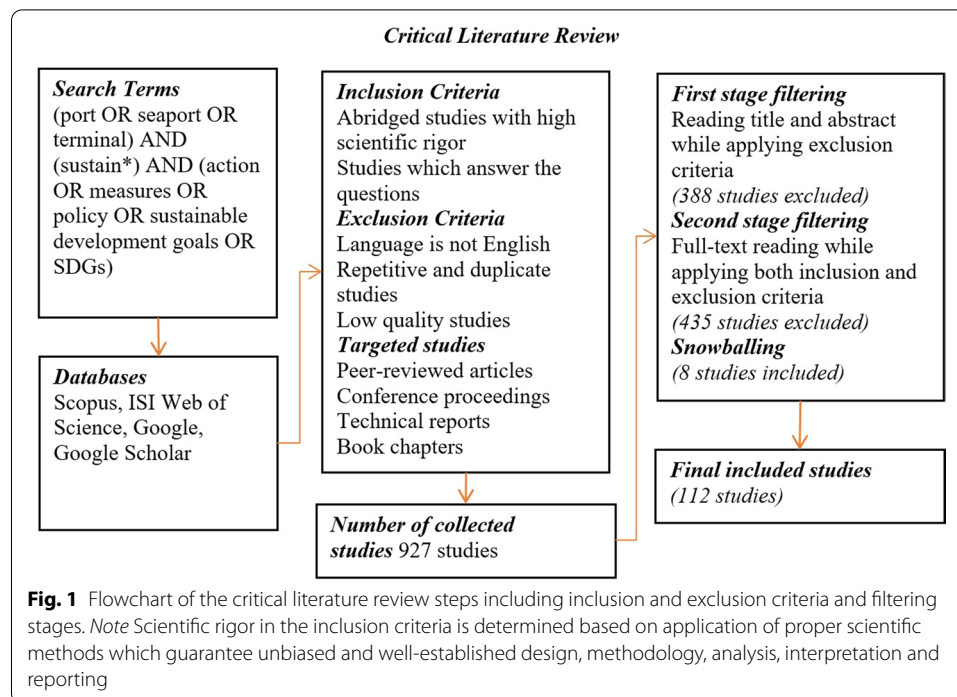 Critical Literature Review
Search Terms
(port OR seaport OR
terminal) AND
(sustain*) AND (action
OR measures OR
policy OR sustainable
development goals OR
SDGs)
Databases
Scopus, ISI Web of
Science, Google,
Google Scholar
Inclusion Criteria
Abridged studies with high
scientific rigor
Studies which answer the
questions
Exclusion Criteria
Language is not English
Repetitive and duplicate
studies
Low quality studies
Targeted studies
Peer-reviewed articles
Conference proceedings
Technical reports
Book chapters
Number of collected
studies 927 studies
First stage filtering
Reading title and abstract
while applying exclusion
criteria
(388 studies excluded)
Second stage filtering
Full-text reading while
applying both inclusion and
exclusion criteria
(435 studies excluded)
Snowballing
(8 studies included)
Final included studies
(112 studies)
Fig. 1 Flowchart of the critical literature review steps including inclusion and exclusion criteria and filtering
stages. Note Scientific rigor in the inclusion criteria is determined based on application of proper scientific
methods which guarantee unbiased and well-established design, methodology, analysis, interpretation and
reporting